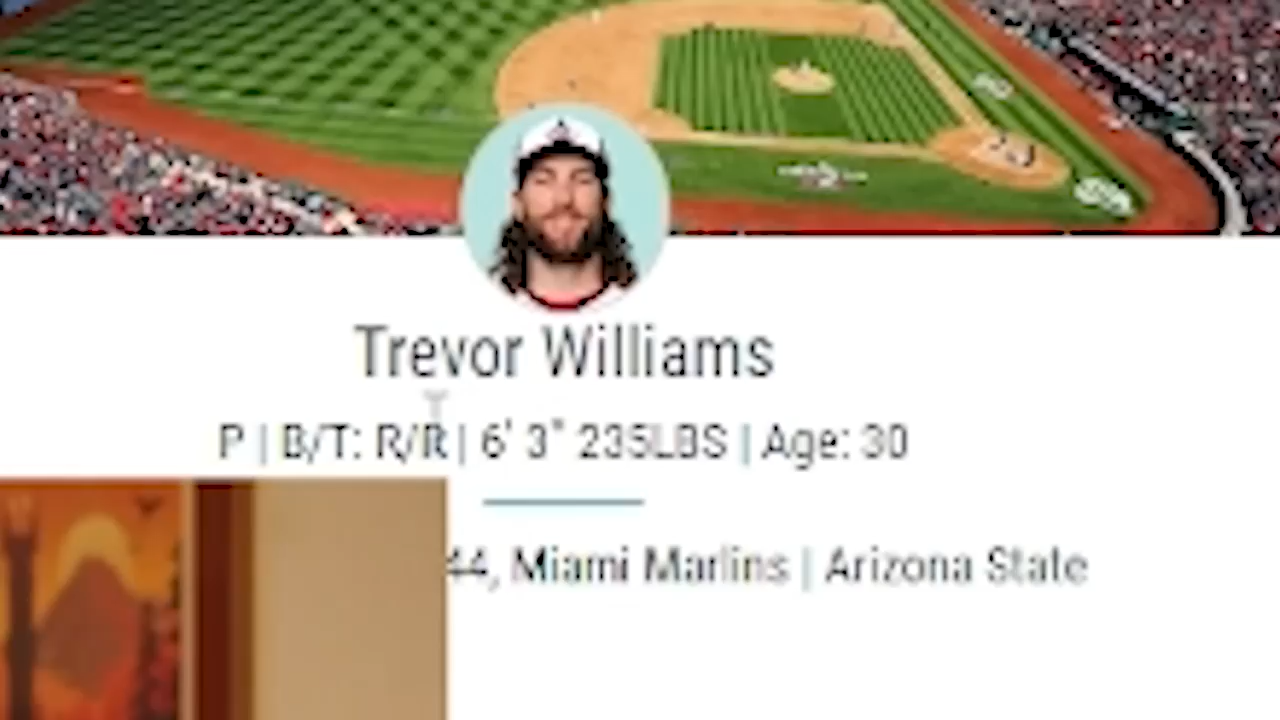 Trevor Williams
P | B/T: R/R | 6' 3" 235LBS | Age: 30
44, Miami Marlins | Arizona State